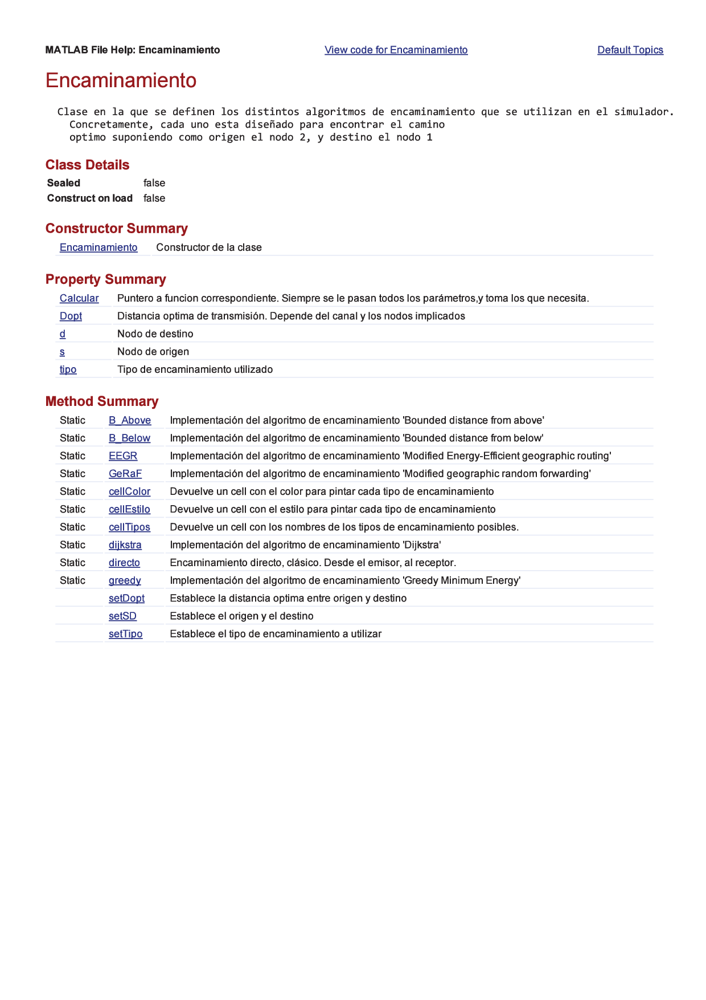 MATLAB File Help: Encaminamiento View code for Encaminamiento Default Topics
Encaminamiento
Clase en la que se definen los distintos algoritmos de encaminamiento que se utilizan en el simulador.
Concretamente, cada uno esta diseñado para encontrar el camino
optimo suponiendo como origen el nodo 2, y destino el nodo 1
Class Details
Sealed false
Construct on load false
Constructor Summary
Encaminamiento Constructor de la clase
Property Summary
Calcular Puntero a funcion correspondiente. Siempre se le pasan todos los parámetros,y toma los que necesita.
Dopt Distancia optima de transmisión. Depende del canal y los nodos implicados
d Nodo de destino
s Nodo de origen
tipo Tipo de encaminamiento utilizado
Method Summary
Static B_Above Implementación del algoritmo de encaminamiento 'Bounded distance from above'
Static B_Below Implementación del algoritmo de encaminamiento 'Bounded distance from below'
Static EEGR Implementación del algoritmo de encaminamiento 'Modified Energy-Efficient geographic routing'
Static GeRaF Implementación del algoritmo de encaminamiento 'Modified geographic random forwarding'
Static cellColor Devuelve un cell con el color para pintar cada tipo de encaminamiento
Static cellEstilo Devuelve un cell con el estilo para pintar cada tipo de encaminamiento
Static cellTipos Devuelve un cell con los nombres de los tipos de encaminamiento posibles.
Static dijkstra Implementación del algoritmo de encaminamiento 'Dijkstra'
Static directo Encaminamiento directo, clásico. Desde el emisor, al receptor.
Static greedy Implementación del algoritmo de encaminamiento 'Greedy Minimum Energy'
setDopt Establece la distancia optima entre origen y destino
setSD Establece el origen y el destino
setTipo Establece el tipo de encaminamiento a utilizar